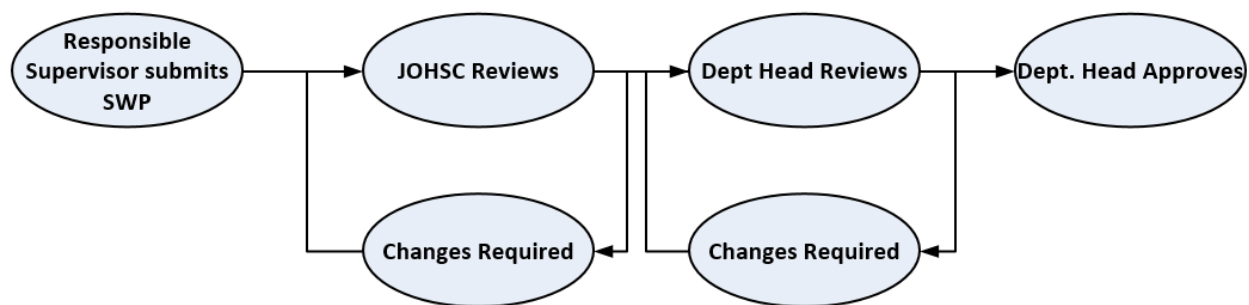 Responsible
Supervisor submits
SWP
JOHSC Reviews
Dept Head Reviews
Dept. Head Approves
Changes Required
Changes Required